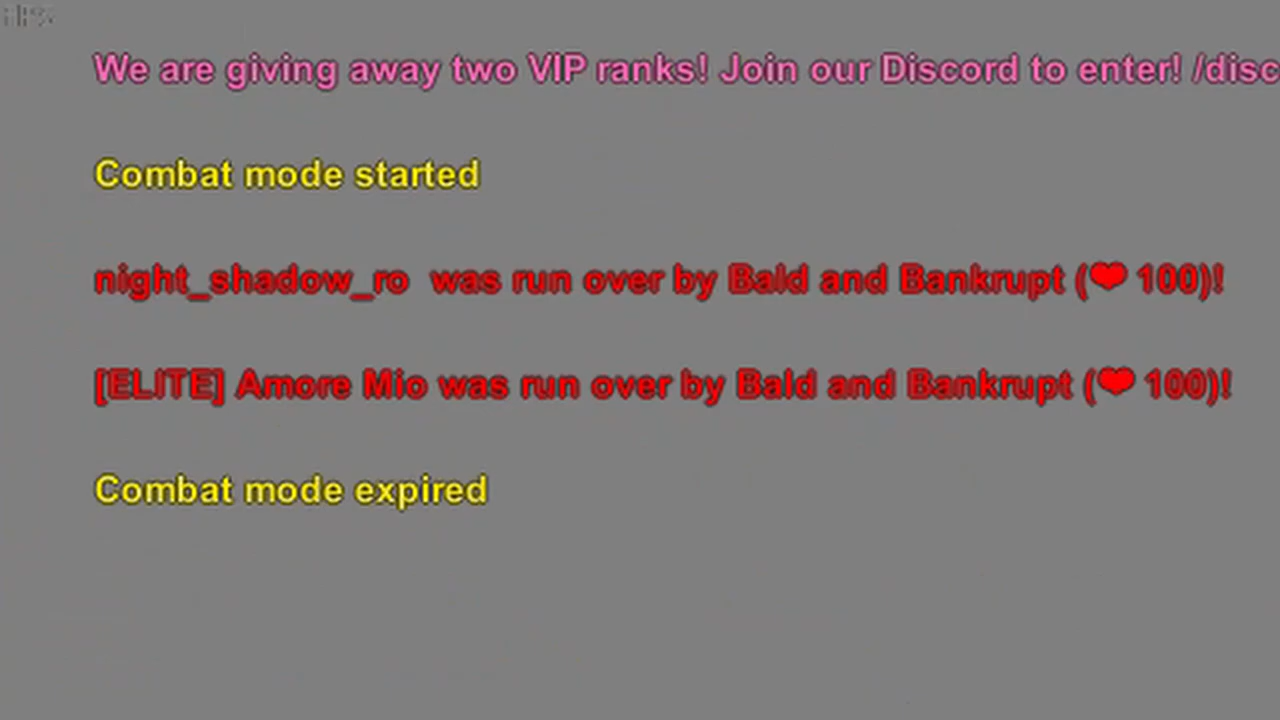 We are giving away two VIP ranks! Join our Discord to enter! /disc
Combat mode started
night_shadow_ro  was run over by Bald and Bankrupt (❤ 100)!
[ELITE] Amore Mio was run over by Bald and Bankrupt (❤ 100)!
Combat mode expired